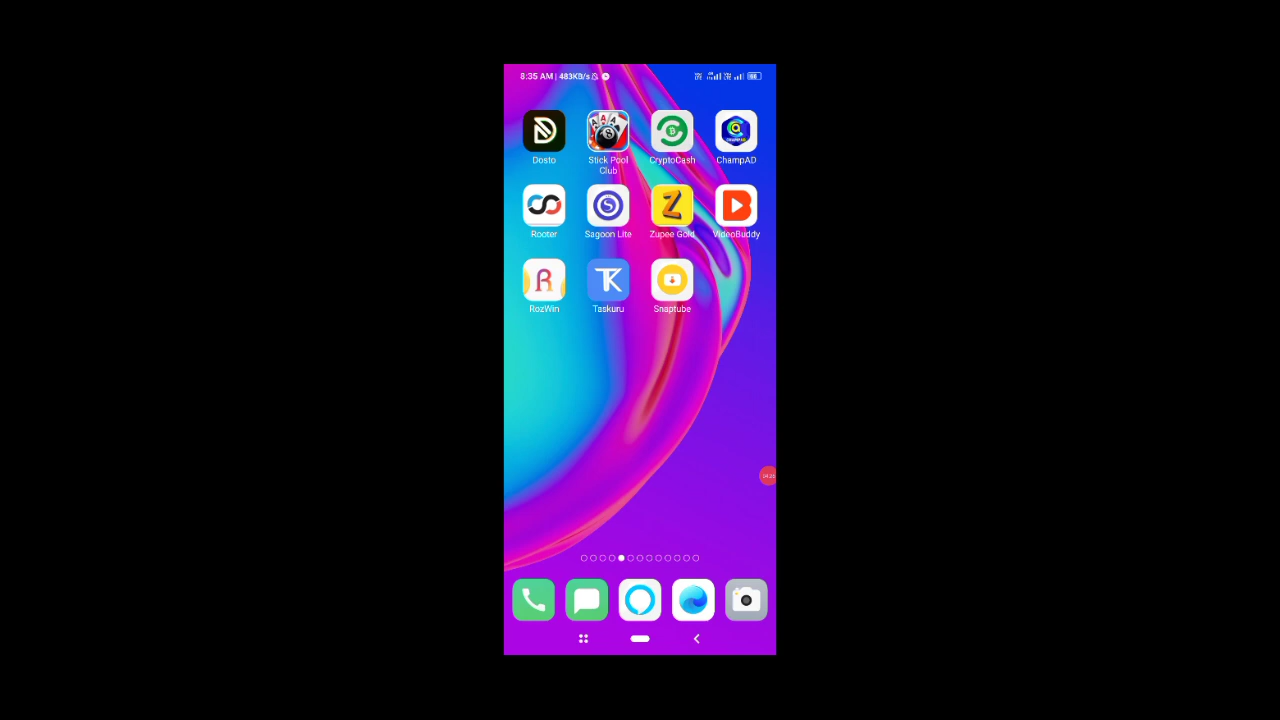 8:35 AM | 483KB/s
Dosto
Stick Pool
Club
CryptoCash
ChampAD
Rooter
Sagoon Lite
Zupee Gold
VideoBuddy
RozWin
Taskuru
Snaptube